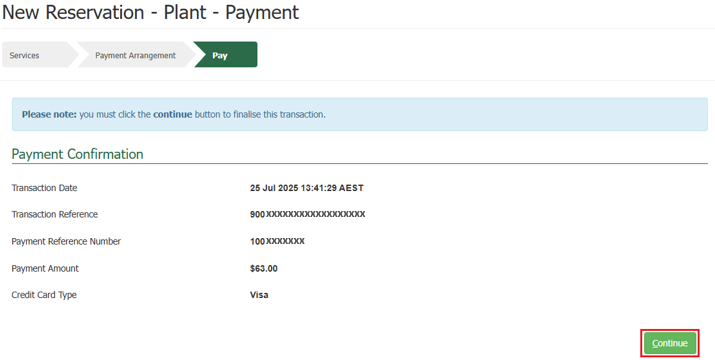 New Reservation - Plant - Payment
Services Payment Arrangement Pay
Please note: you must click the continue button to finalise this transaction.
Payment Confirmation
Transaction Date 25 Jul 2025 13:41:29 AEST
Transaction Reference 900XXXXXXXXXXXXXXXXXX
Payment Reference Number 100XXXXXXX
Payment Amount $63.00
Credit Card Type Visa
Continue